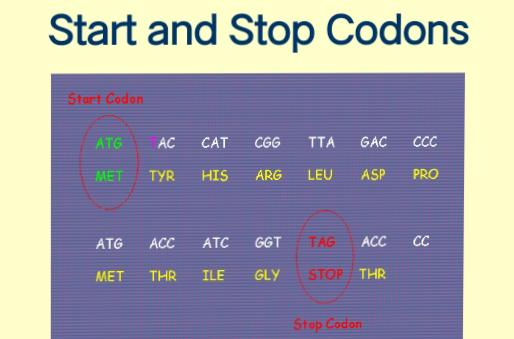 Start and Stop Codons
Start Codon
ATG TAC CAT CGG TTA GAC CCC
MET TYR HIS ARG LEU ASP PRO
ATG ACC ATC GGT TAG ACC CC
MET THR ILE GLY STOP THR
Stop Codon